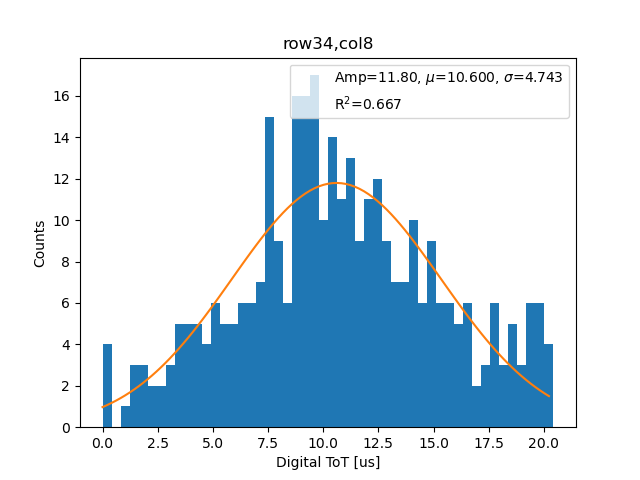 row34,col8
Amp=11.80, μ=10.600, σ=4.743
R²=0.667
Counts
16
14
12
10
8
6
4
2
0
0.0 2.5 5.0 7.5 10.0 12.5 15.0 17.5 20.0
Digital ToT [us]